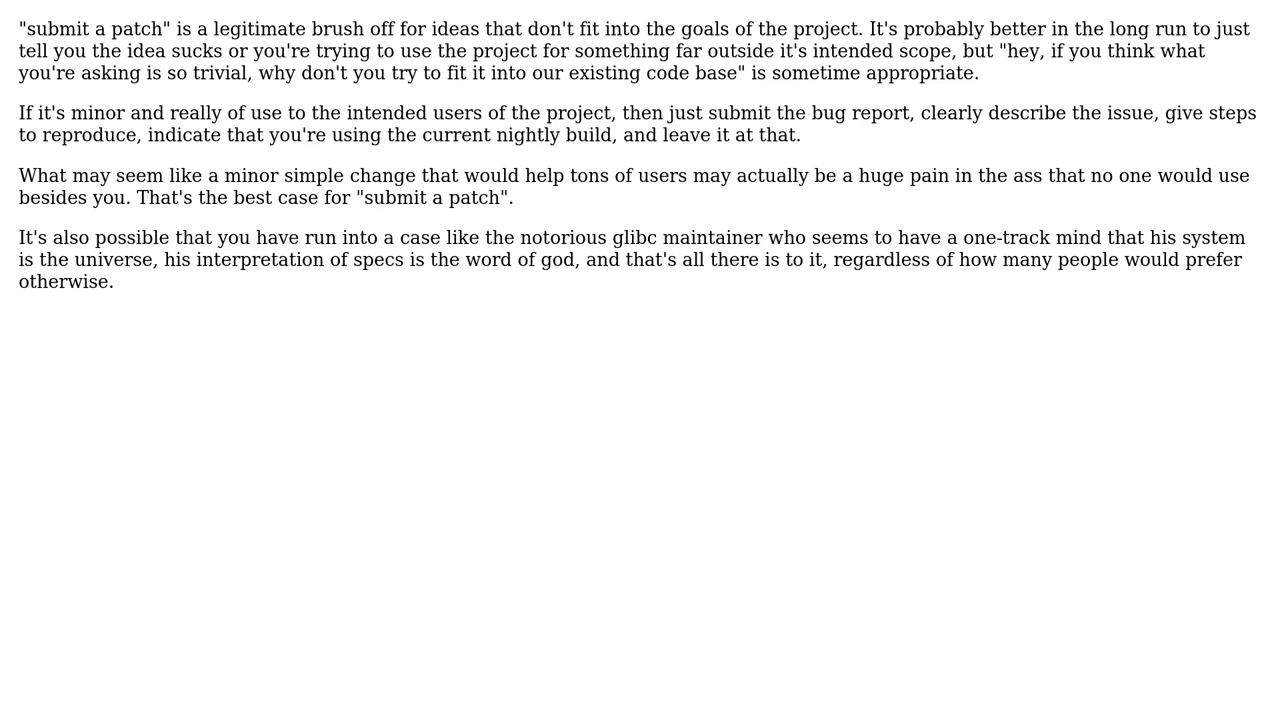 "submit a patch" is a legitimate brush off for ideas that don't fit into the goals of the project. It's probably better in the long run to just
tell you the idea sucks or you're trying to use the project for something far outside it's intended scope, but "hey, if you think what
you're asking is so trivial, why don't you try to fit it into our existing code base" is sometime appropriate.
If it's minor and really of use to the intended users of the project, then just submit the bug report, clearly describe the issue, give steps
to reproduce, indicate that you're using the current nightly build, and leave it at that.
What may seem like a minor simple change that would help tons of users may actually be a huge pain in the ass that no one would use
besides you. That's the best case for "submit a patch".
It's also possible that you have run into a case like the notorious glibc maintainer who seems to have a one-track mind that his system
is the universe, his interpretation of specs is the word of god, and that's all there is to it, regardless of how many people would prefer
otherwise.